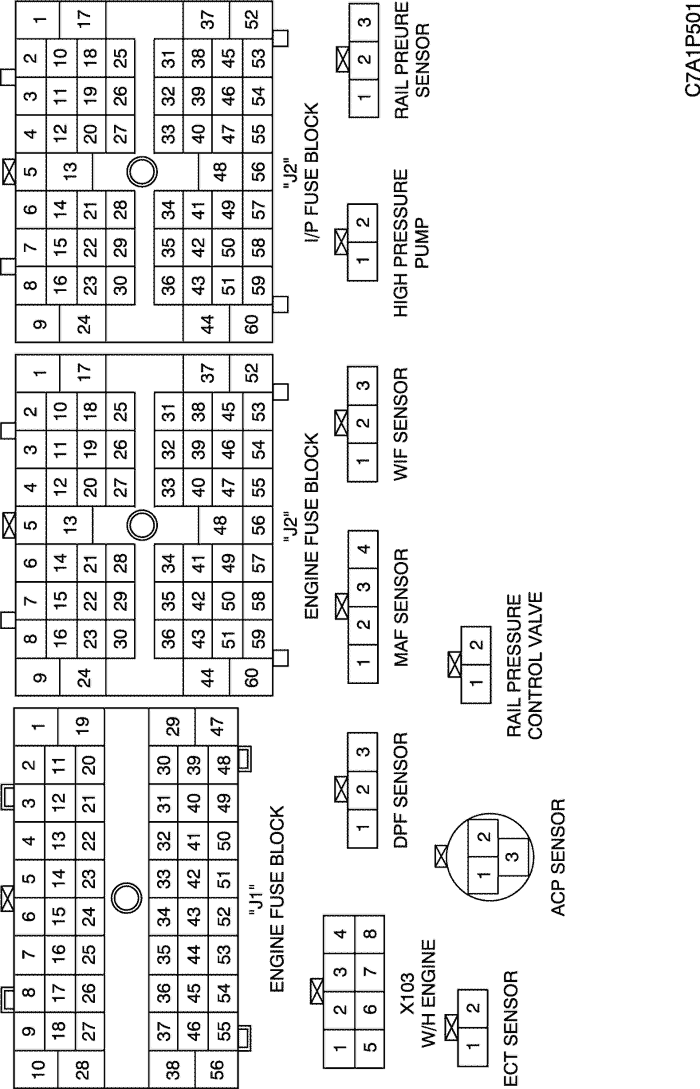 10 9 8 7 6 5 4 3 2 1
18 17 16 15 14 13 12 11
28 27 26 25 24 23 22 21 20 19
38 37 36 35 34 33 32 31 30 29
46 45 44 43 42 41 40 39
56 55 54 53 52 51 50 49 48 47
"J1"
ENGINE FUSE BLOCK
9 8 7 6 5 4 3 2 1
16 15 14 13 12 11 10
24 23 22 21 20 19 18 17
30 29 28 27 26 25
36 35 34 33 32 31
44 43 42 41 40 39 38 37
51 50 49 48 47 46 45
60 59 58 57 56 55 54 53 52
"J2"
ENGINE FUSE BLOCK
9 8 7 6 5 4 3 2 1
16 15 14 13 12 11 10
24 23 22 21 20 19 18 17
30 29 28 27 26 25
36 35 34 33 32 31
44 43 42 41 40 39 38 37
51 50 49 48 47 46 45
60 59 58 57 56 55 54 53 52
"J2"
I/P FUSE BLOCK
1 2 3 4
5 6 7 8
X103
W/H ENGINE
1 2 3
DPF SENSOR
1 2 3 4
MAF SENSOR
1 2 3
WIF SENSOR
1 2
HIGH PRESSURE
PUMP
1 2 3
RAIL PREURE
SENSOR
1 2
ECT SENSOR
1 2
3
ACP SENSOR
1 2
RAIL PRESSURE
CONTROL VALVE
C7A1P501